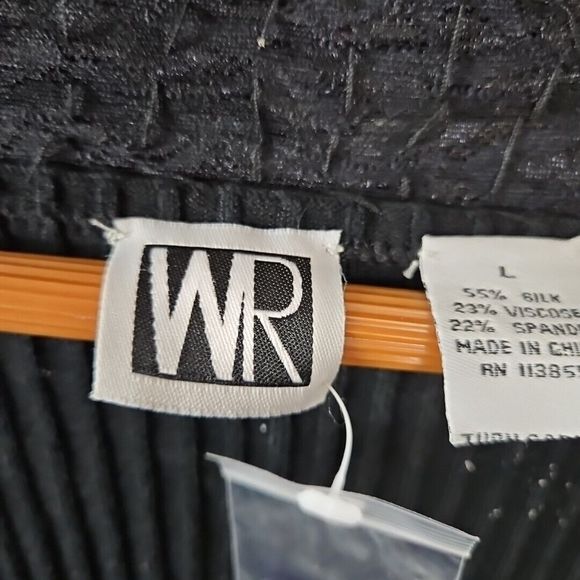 WR
L
55% SILK
23% VISCOSE
22% SPAND
MADE IN CHI
RN 11385